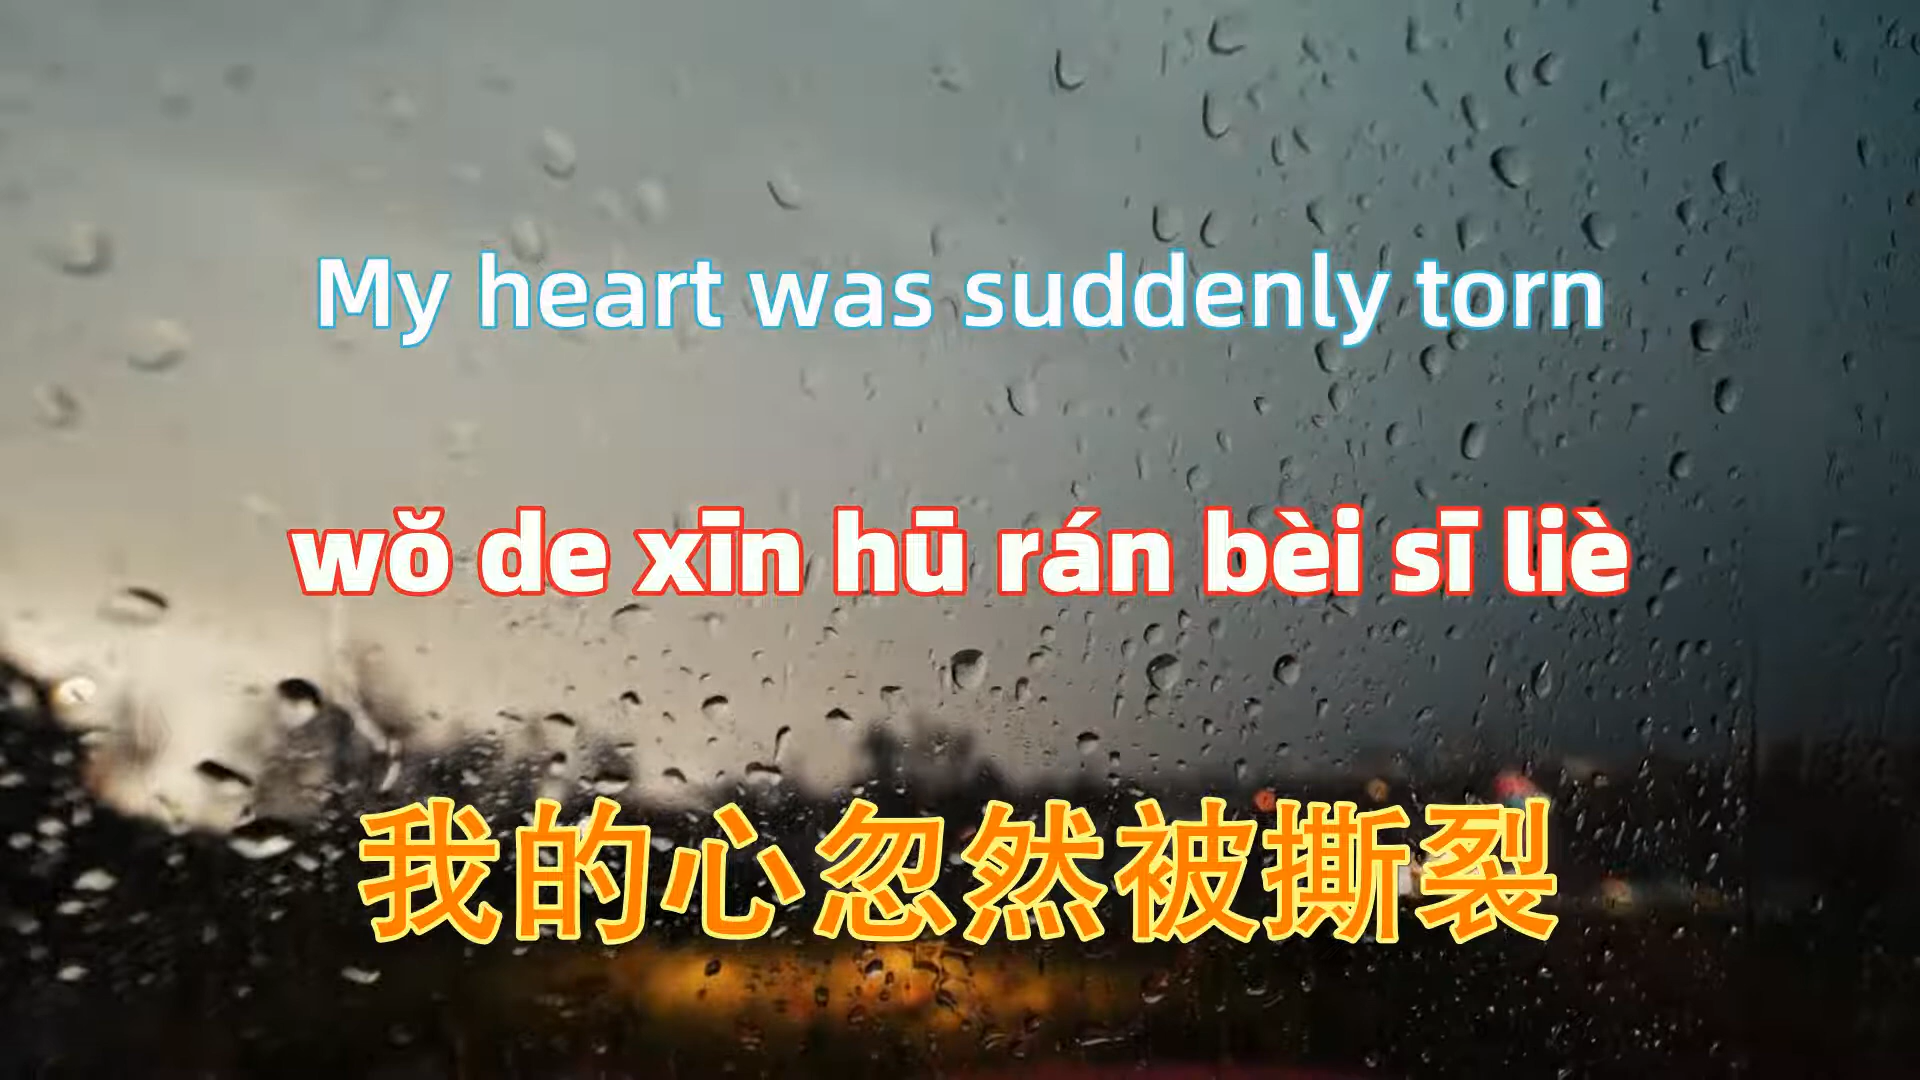 My heart was suddenly torn
wǒ de xīn hū rán bèi sī liè
我的心忽然被撕裂